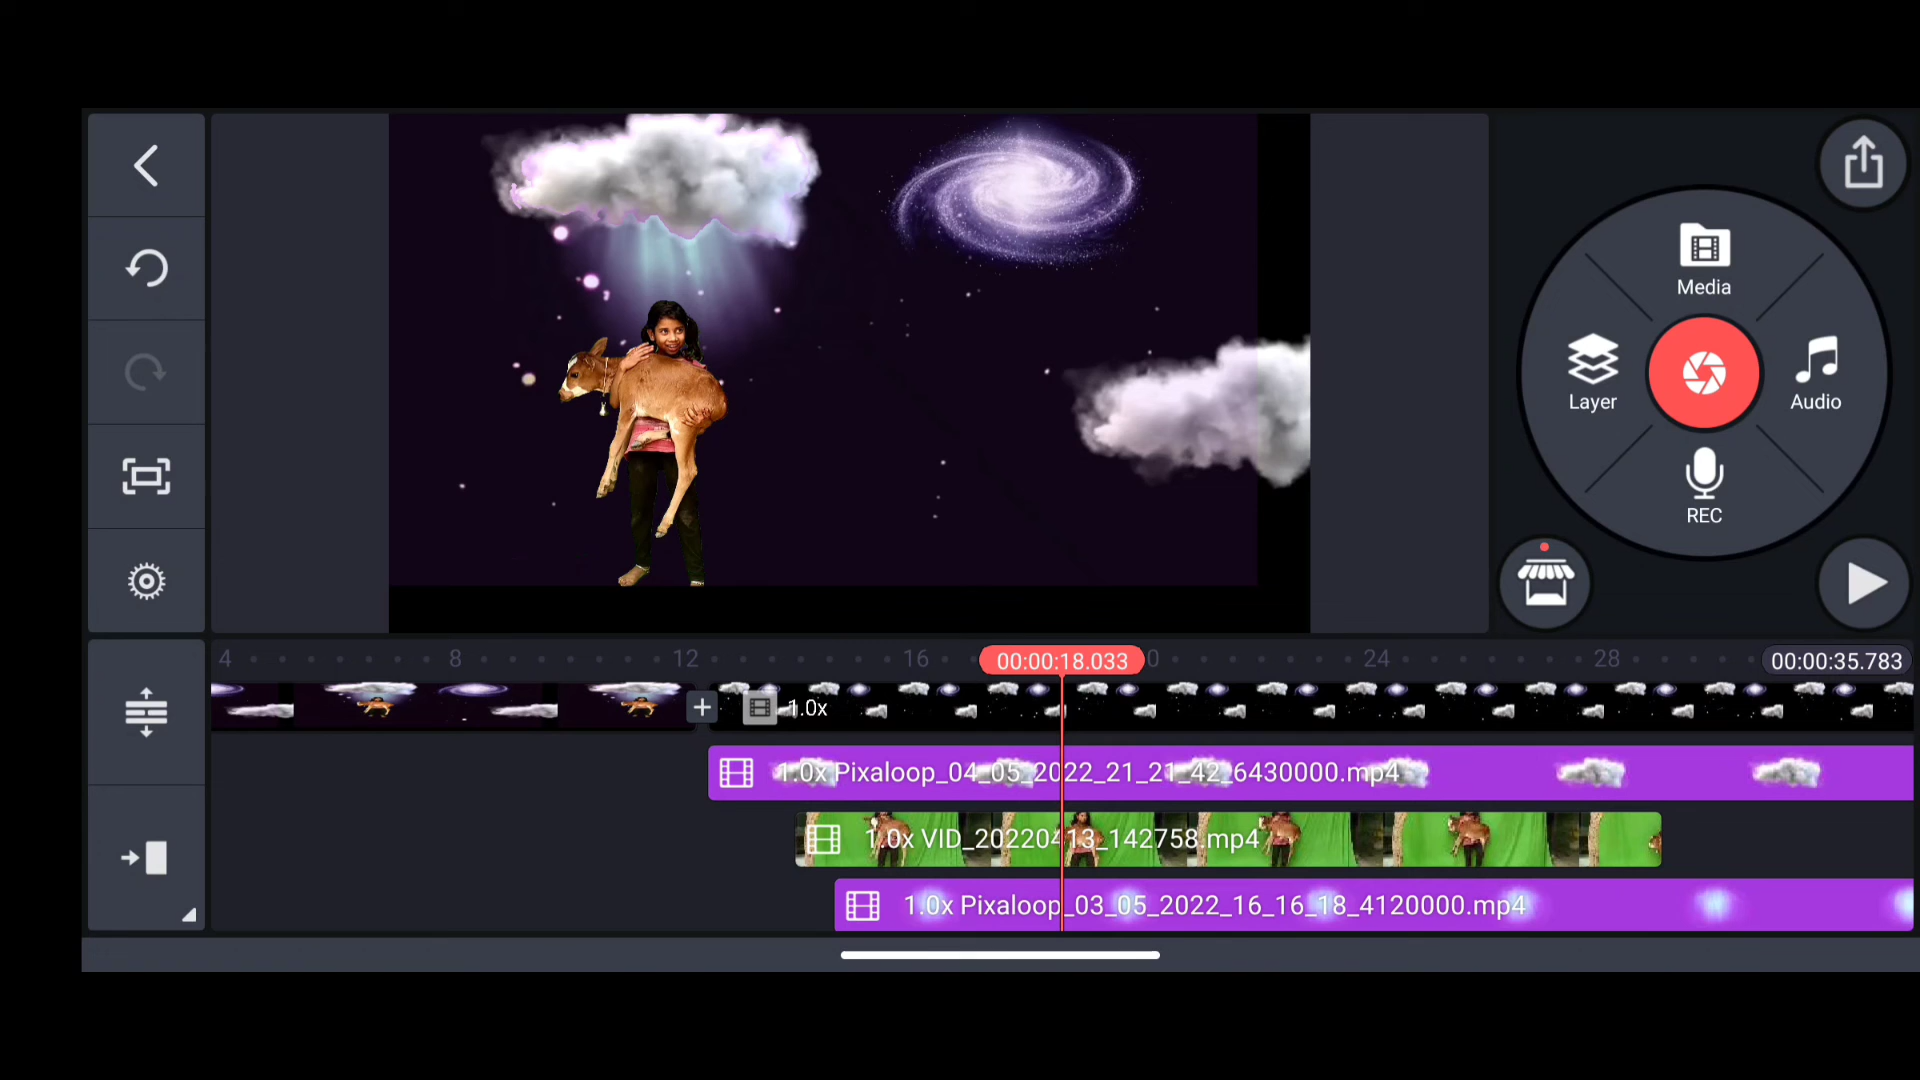 Media
Layer
Audio
REC
4
8
12
16
00:00:18.033
0
24
28
00:00:35.783
1.0x
1.0x Pixaloop_04_05_2022_21_21_42_6430000.mp4
1.0x VID_20220413_142758.mp4
1.0x Pixaloop_03_05_2022_16_16_18_4120000.mp4